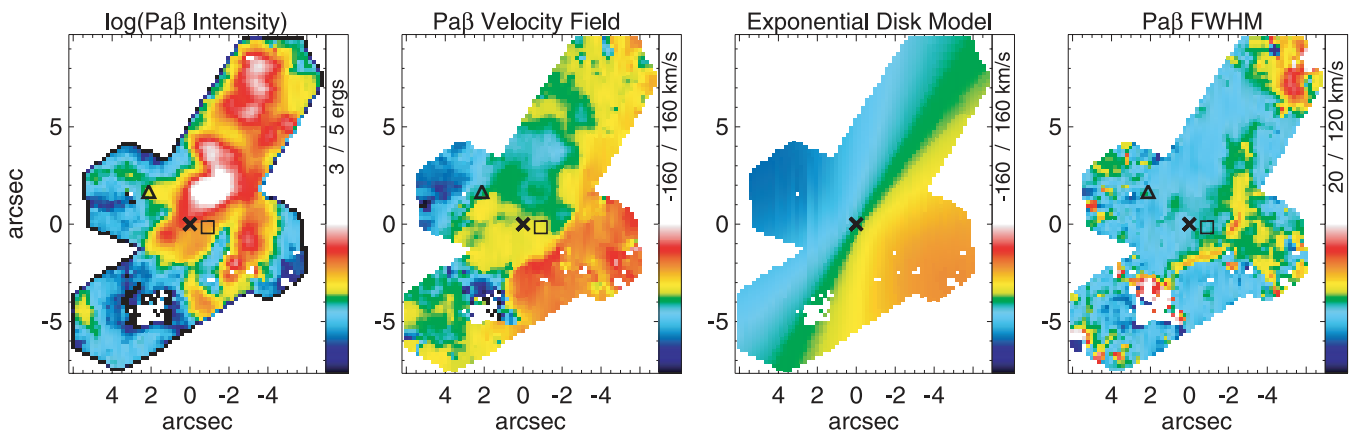 log(Paβ Intensity) Paβ Velocity Field Exponential Disk Model Paβ FWHM
3 / 5 ergs
-160 / 160 km/s
-160 / 160 km/s
20 / 120 km/s
arcsec
5 5 5 5
0 0 0 0
-5 -5 -5 -5
4 2 0 -2 -4 4 2 0 -2 -4 4 2 0 -2 -4 4 2 0 -2 -4
arcsec arcsec arcsec arcsec